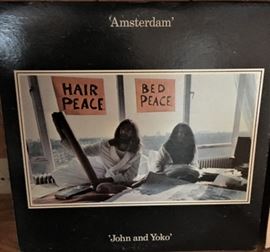 'Amsterdam'
HAIR PEACE
BED PEACE
'John and Yoko'